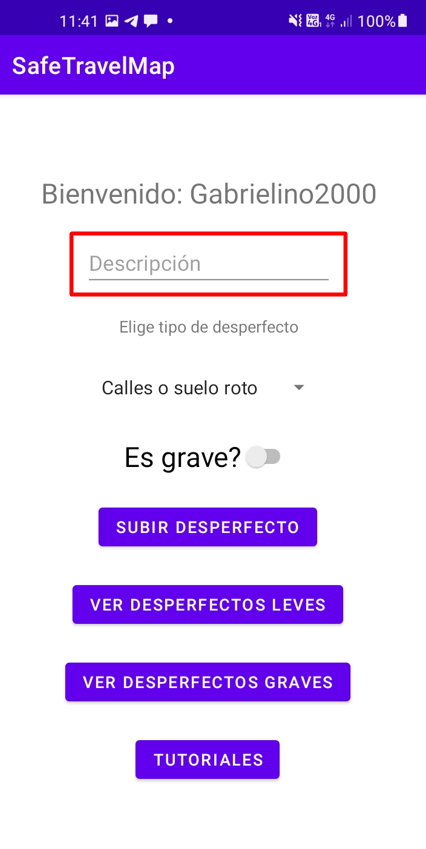 11:41 100%
SafeTravelMap
Bienvenido: Gabrielino2000
Descripción
Elige tipo de desperfecto
Calles o suelo roto
Es grave?
SUBIR DESPERFECTO
VER DESPERFECTOS LEVES
VER DESPERFECTOS GRAVES
TUTORIALES